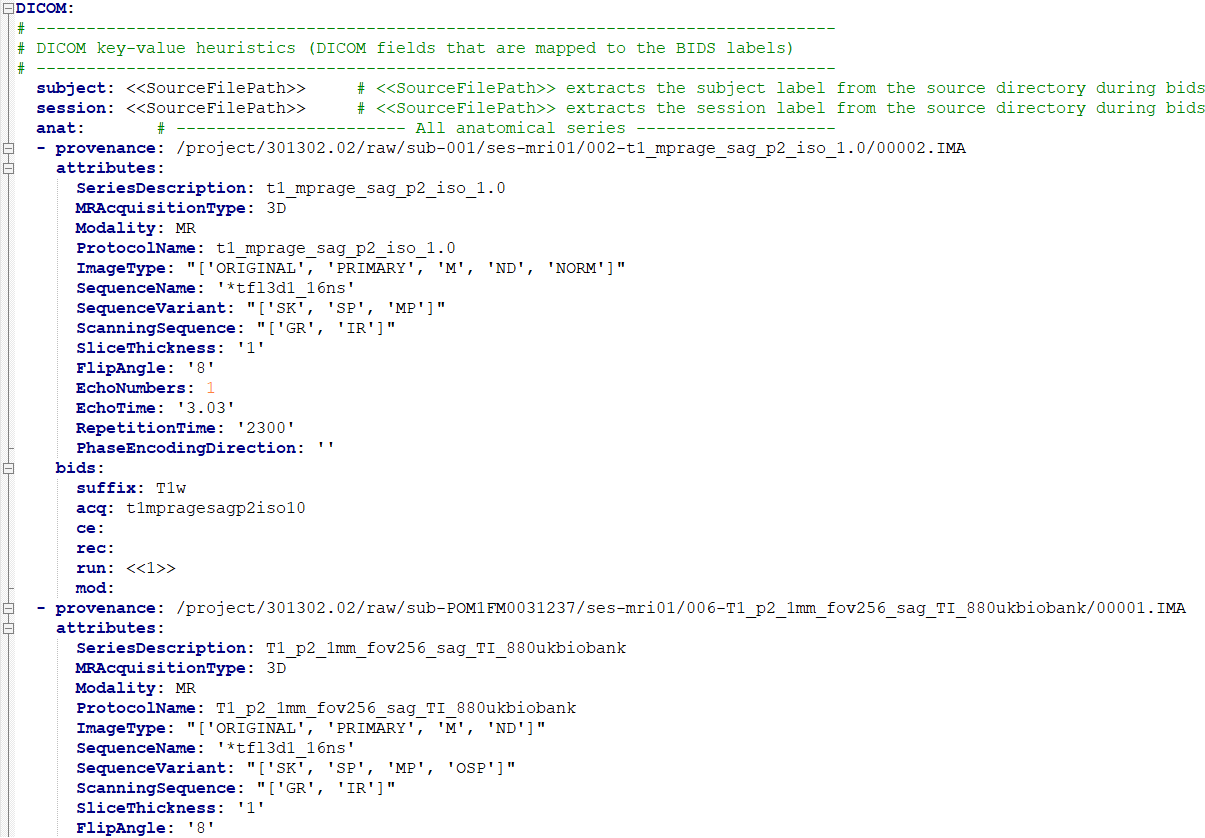 DICOM:
# --------------------------------------------------------------------------------
# DICOM key-value heuristics (DICOM fields that are mapped to the BIDS labels)
# --------------------------------------------------------------------------------
subject: <<SourceFilePath>> # <<SourceFilePath>> extracts the subject label from the source directory during bids
session: <<SourceFilePath>> # <<SourceFilePath>> extracts the session label from the source directory during bids
anat: # ----------------------- All anatomical series --------------------
- provenance: /project/301302.02/raw/sub-001/ses-mri01/002-t1_mprage_sag_p2_iso_1.0/00002.IMA
attributes:
SeriesDescription: t1_mprage_sag_p2_iso_1.0
MRAcquisitionType: 3D
Modality: MR
ProtocolName: t1_mprage_sag_p2_iso_1.0
ImageType: "['ORIGINAL', 'PRIMARY', 'M', 'ND', 'NORM']"
SequenceName: '*tfl3d1_16ns'
SequenceVariant: "['SK', 'SP', 'MP']"
ScanningSequence: "['GR', 'IR']"
SliceThickness: '1'
FlipAngle: '8'
EchoNumbers: 1
EchoTime: '3.03'
RepetitionTime: '2300'
PhaseEncodingDirection: ''
bids:
suffix: T1w
acq: t1mpragesagp2iso10
ce:
rec:
run: <<1>>
mod:
- provenance: /project/301302.02/raw/sub-POM1FM0031237/ses-mri01/006-T1_p2_1mm_fov256_sag_TI_880ukbiobank/00001.IMA
attributes:
SeriesDescription: T1_p2_1mm_fov256_sag_TI_880ukbiobank
MRAcquisitionType: 3D
Modality: MR
ProtocolName: T1_p2_1mm_fov256_sag_TI_880ukbiobank
ImageType: "['ORIGINAL', 'PRIMARY', 'M', 'ND']"
SequenceName: '*tfl3d1_16ns'
SequenceVariant: "['SK', 'SP', 'MP', 'OSP']"
ScanningSequence: "['GR', 'IR']"
SliceThickness: '1'
FlipAngle: '8'